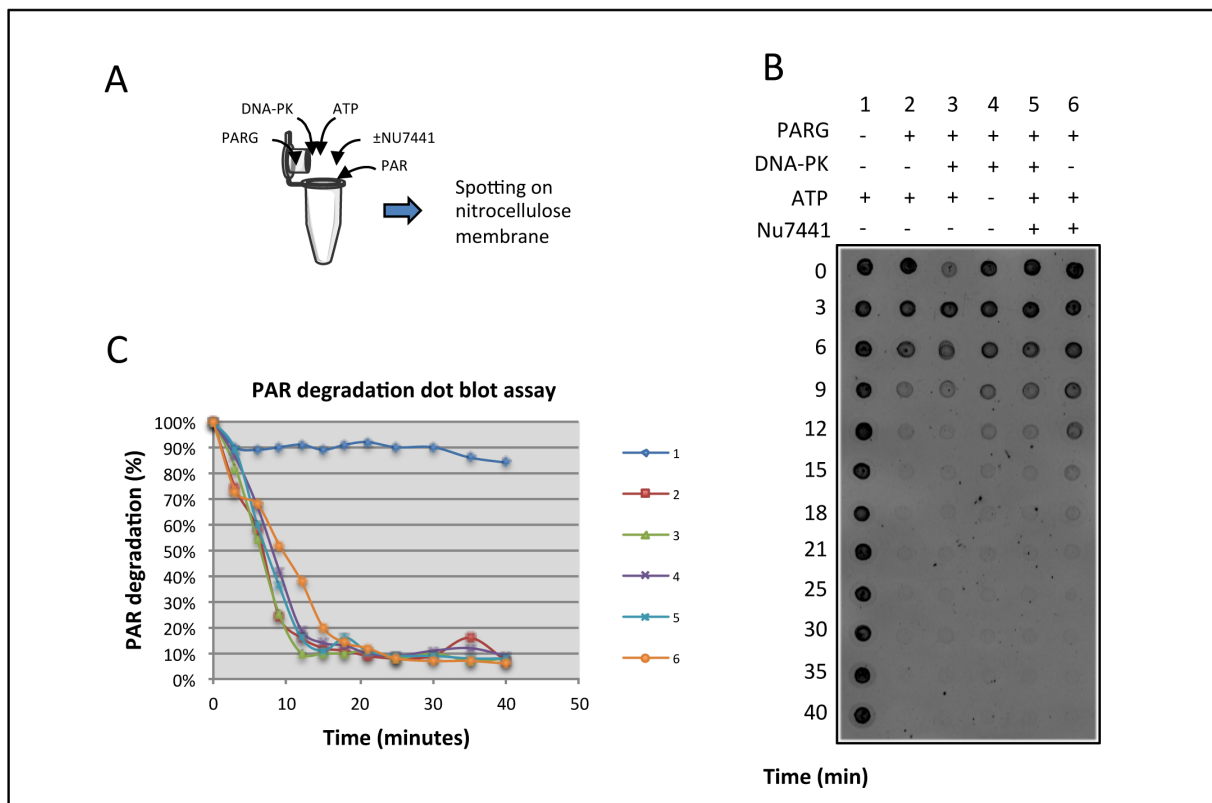 A
DNA-PK ATP
PARG ±NU7441
PAR
Spotting on
nitrocellulose
membrane
B
1 2 3 4 5 6
PARG - + + + + +
DNA-PK + + + -
ATP + + + - + +
Nu7441 - - - - + +
0
3
6
9
12
15
18
21
25
30
35
40
Time (min)
C
PAR degradation dot blot assay
PAR degradation (%)
100%
90%
80%
70%
60%
50%
40%
30%
20%
10%
0%
0 10 20 30 40 50
Time (minutes)
1
2
3
4
5
6